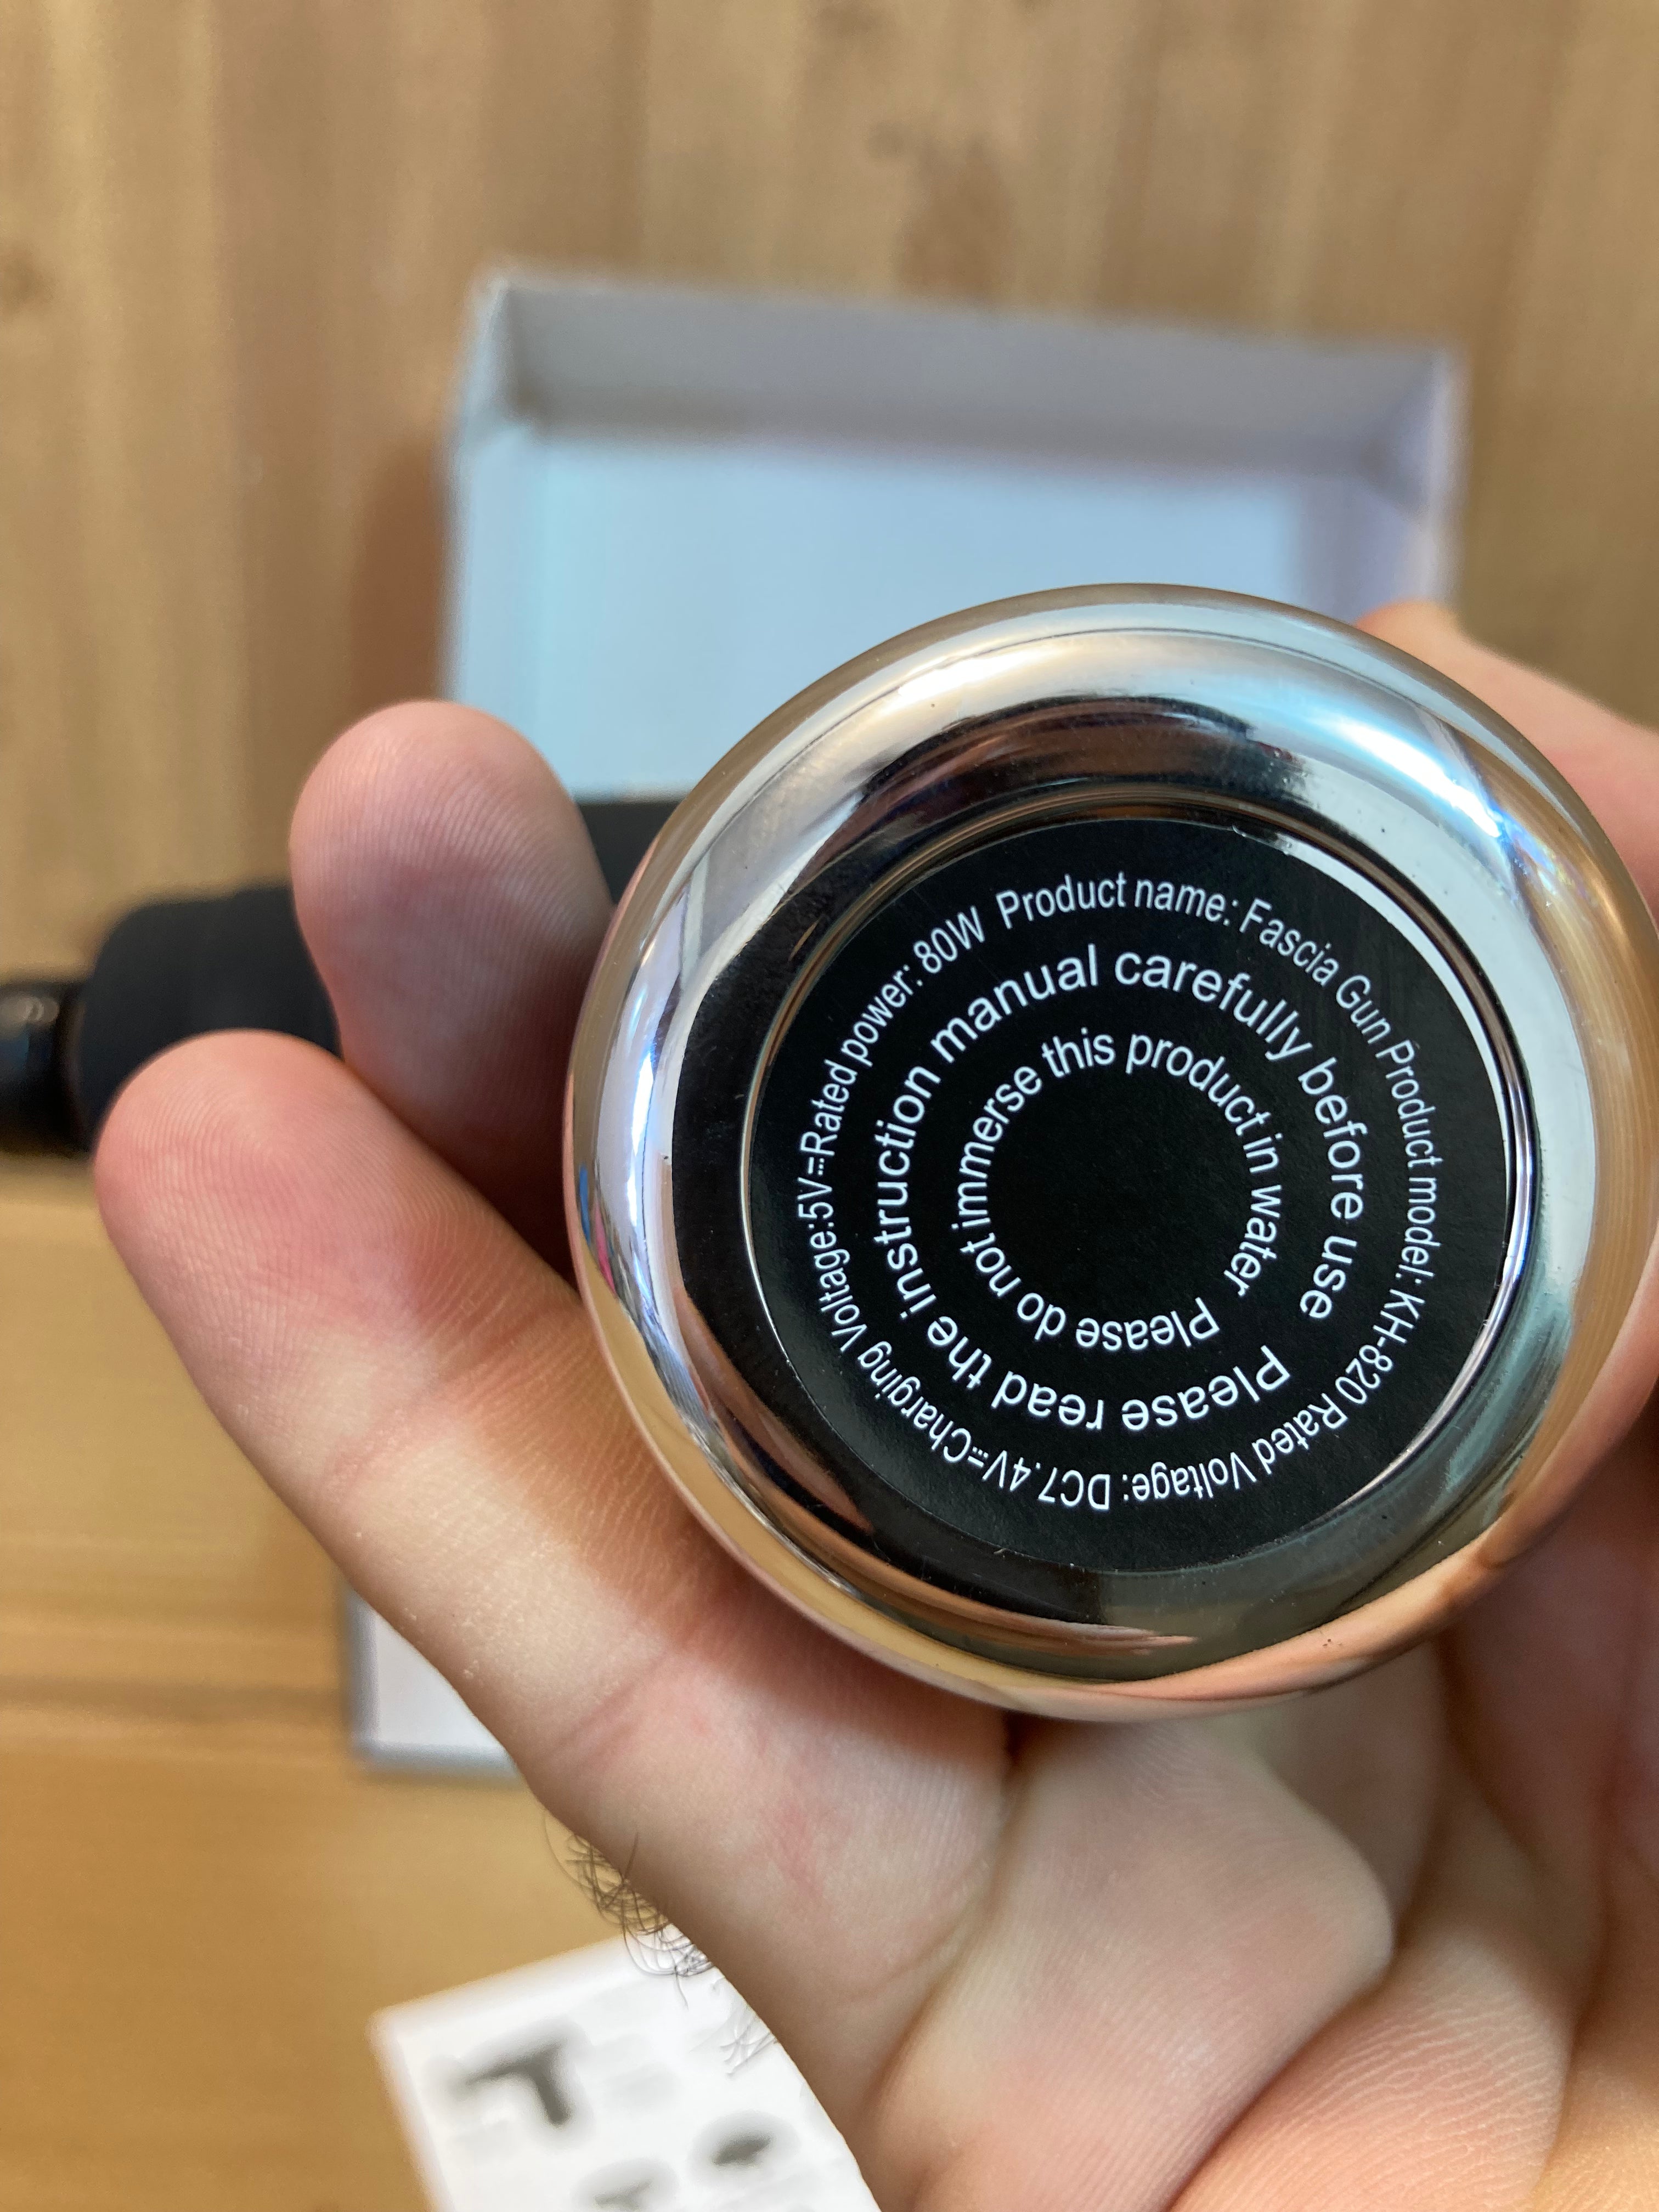 Product name: Fascia Gun Product model: KH-820 Rated Voltage: DC7.4V⎓Charging Voltage:5V⎓Rated power: 80W
Please read the instruction manual carefully before use
Please do not immerse this product in water